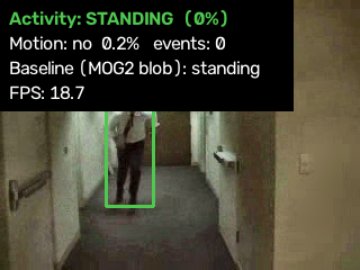 Activity: STANDING (0%)
Motion: no 0.2% events: 0
Baseline (MOG2 blob): standing
FPS: 18.7